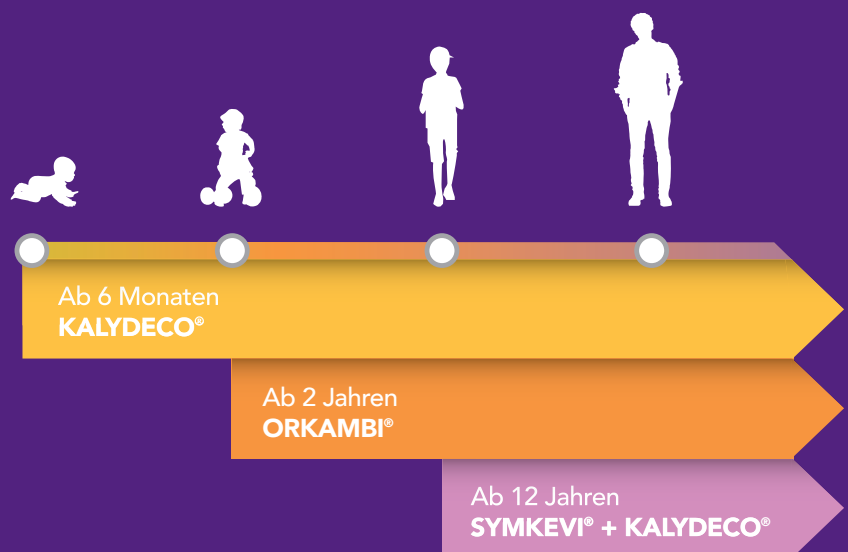 Ab 6 Monaten
KALYDECO®
Ab 2 Jahren
ORKAMBI®
Ab 12 Jahren
SYMKEVI® + KALYDECO®